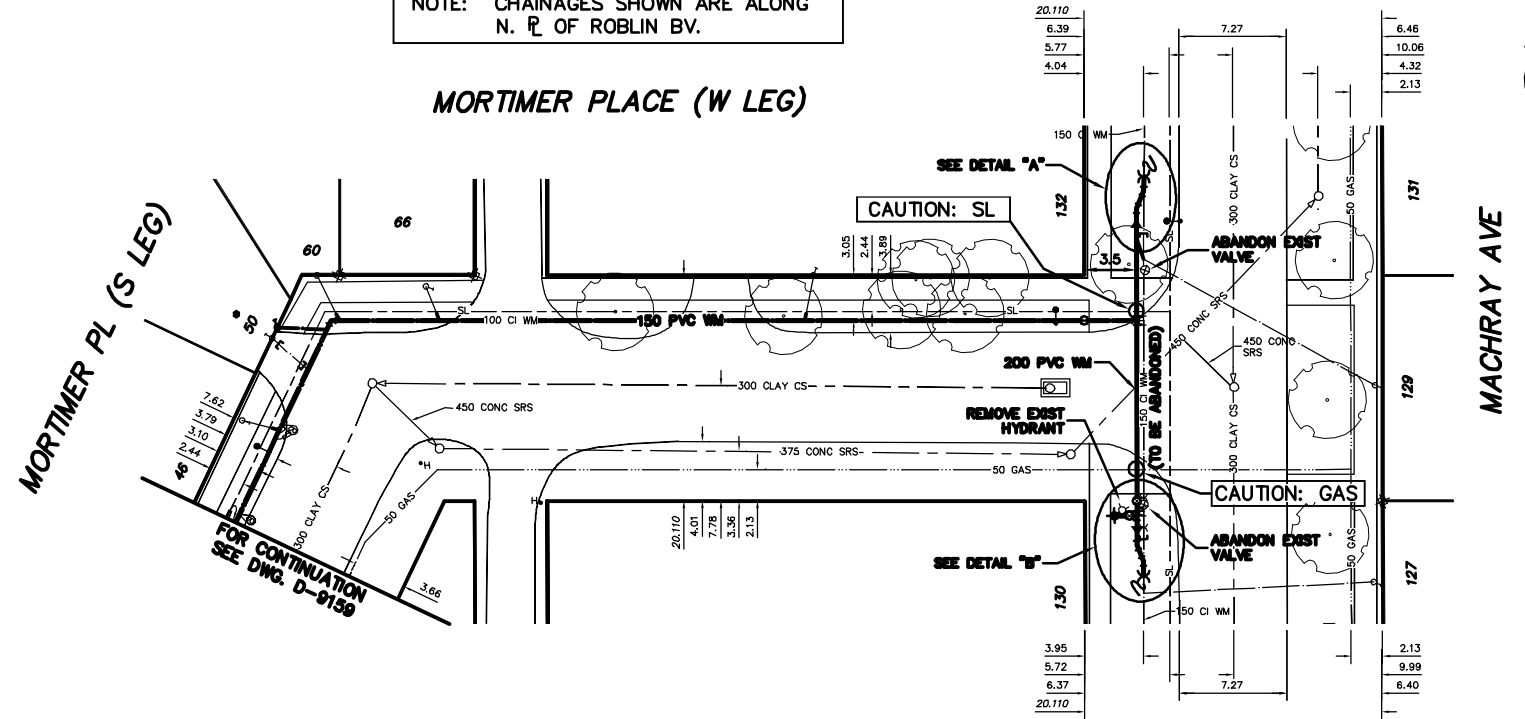 NOTE: CHAINAGES SHOWN ARE ALONG
N. ⅊ OF ROBLIN BV.
MORTIMER PLACE (W LEG)
20.110
6.39
5.77
4.04
7.27
6.46
10.06
4.32
2.13
150 CI WM
SEE DETAIL "A"
132
CAUTION: SL
300 CLAY CS
50 GAS
131
SL
ABANDON EXIST
VALVE
MACHRAY AVE
66
60
3.05
2.44
3.89
3.5
MORTIMER PL (S LEG)
50
SL
100 CI WM
150 PVC WM
SL
450 CONC SRS
450 CONC
SRS
200 PVC WM
150 CI WM
(TO BE ABANDONED)
300 CLAY CS
129
300 CLAY CS
450 CONC SRS
REMOVE EXIST
HYDRANT
7.62
3.79
3.10
2.44
46
H
375 CONC SRS
50 GAS
300 CLAY CS
50 GAS
H
CAUTION: GAS
20.110
4.01
7.78
3.36
2.13
FOR CONTINUATION
SEE DWG. D-9159
3.66
SEE DETAIL "B"
ABANDON EXIST
VALVE
SL
50 GAS
130
127
150 CI WM
3.95
5.72
6.37
20.110
7.27
2.13
9.99
6.40